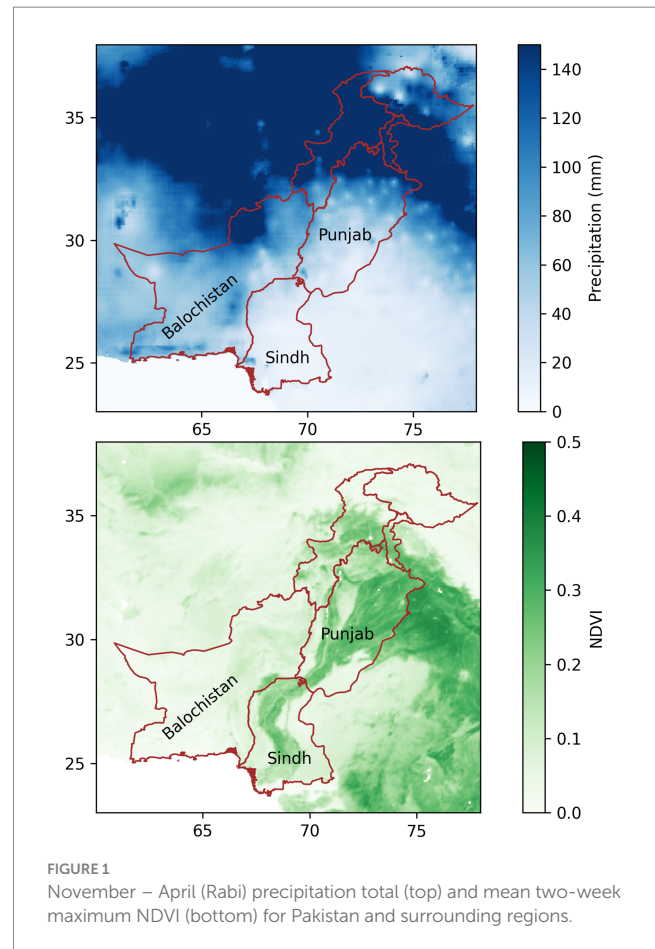 35
30
25
65
70
75
Punjab
Balochistan
Sindh
140
120
100
80
60
40
20
0
Precipitation (mm)
35
30
25
65
70
75
Punjab
Balochistan
Sindh
0.5
0.4
0.3
0.2
0.1
0.0
NDVI
FIGURE 1
November – April (Rabi) precipitation total (top) and mean two-week
maximum NDVI (bottom) for Pakistan and surrounding regions.